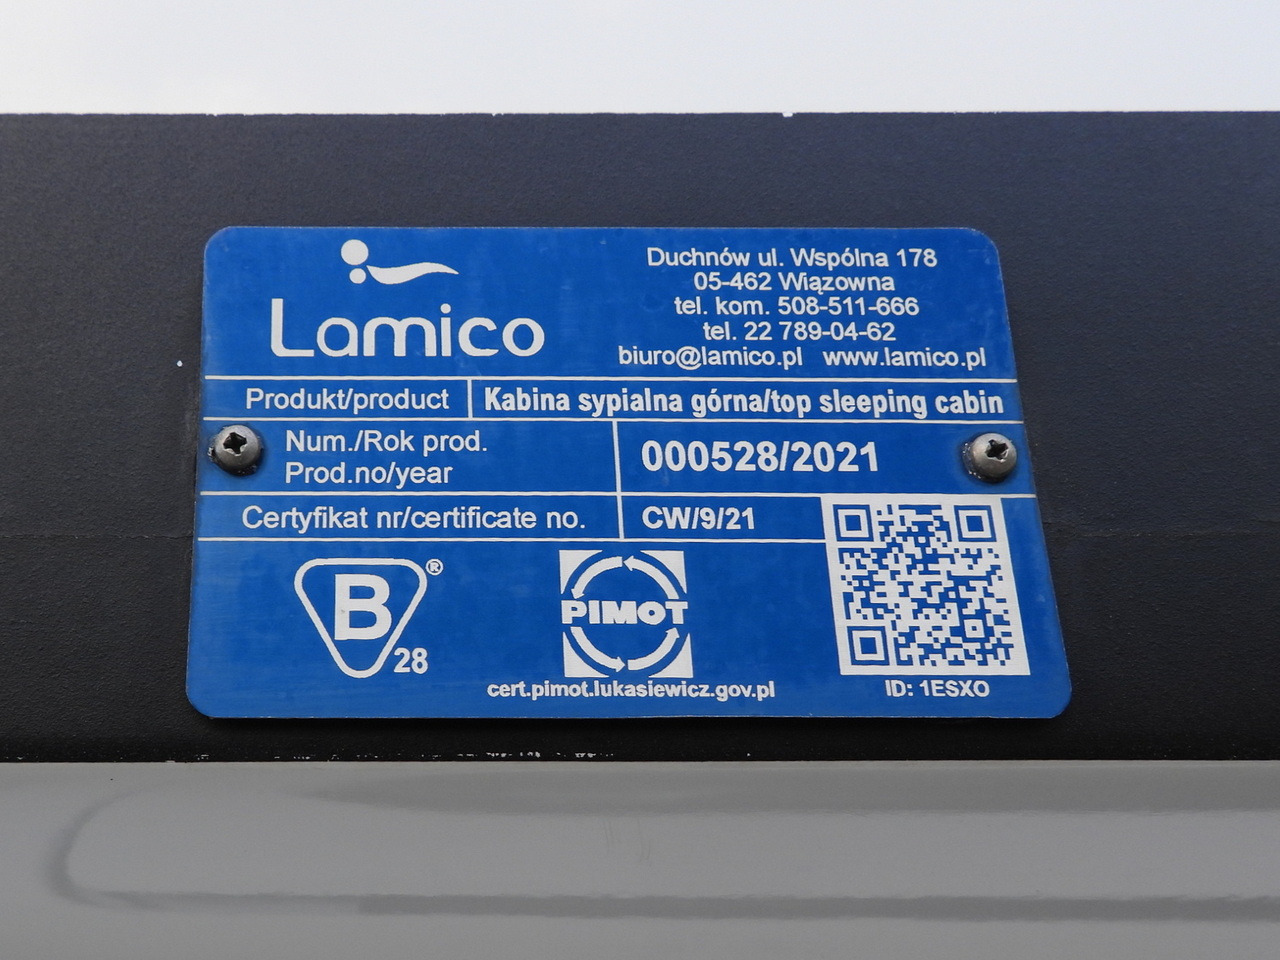 Lamico
Duchnów ul. Wspólna 178
05-462 Wiązowna
tel. kom. 508-511-666
tel. 22 789-04-62
biuro@lamico.pl www.lamico.pl
Produkt/product Kabina sypialna górna/top sleeping cabin
Num./Rok prod.
Prod.no/year
000528/2021
Certyfikat nr/certificate no. CW/9/21
B ®
28
PIMOT
cert.pimot.lukasiewicz.gov.pl
ID: 1ESXO